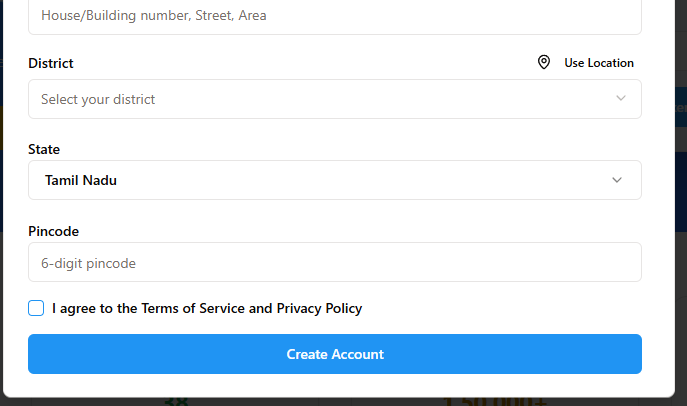 House/Building number, Street, Area
District
Use Location
Select your district
State
Tamil Nadu
Pincode
6-digit pincode
I agree to the Terms of Service and Privacy Policy
Create Account
38